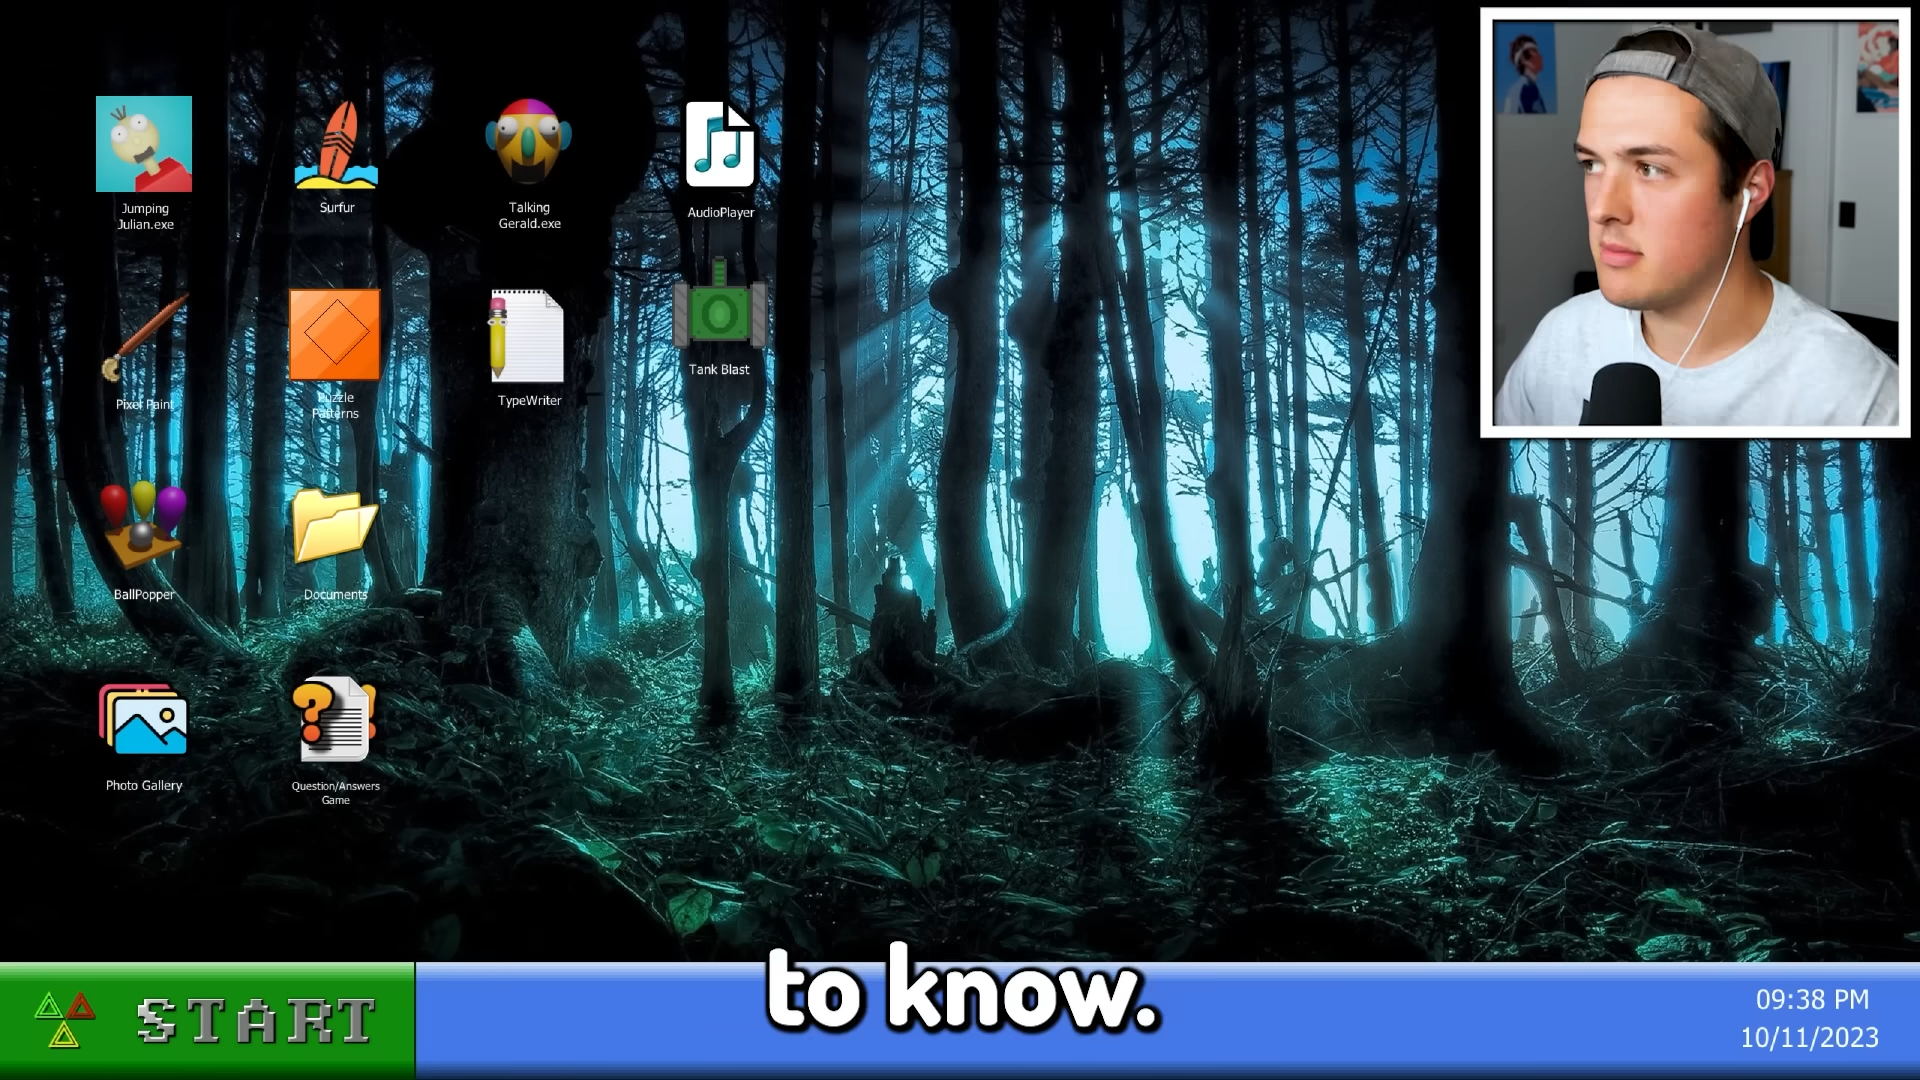 Jumping
Julian.exe
Surfur
Talking
Gerald.exe
AudioPlayer
Pixel Paint
Puzzle
Patterns
TypeWriter
Tank Blast
BallPopper
Documents
Photo Gallery
Question/Answers
Game
START
to know.
09:38 PM
10/11/2023